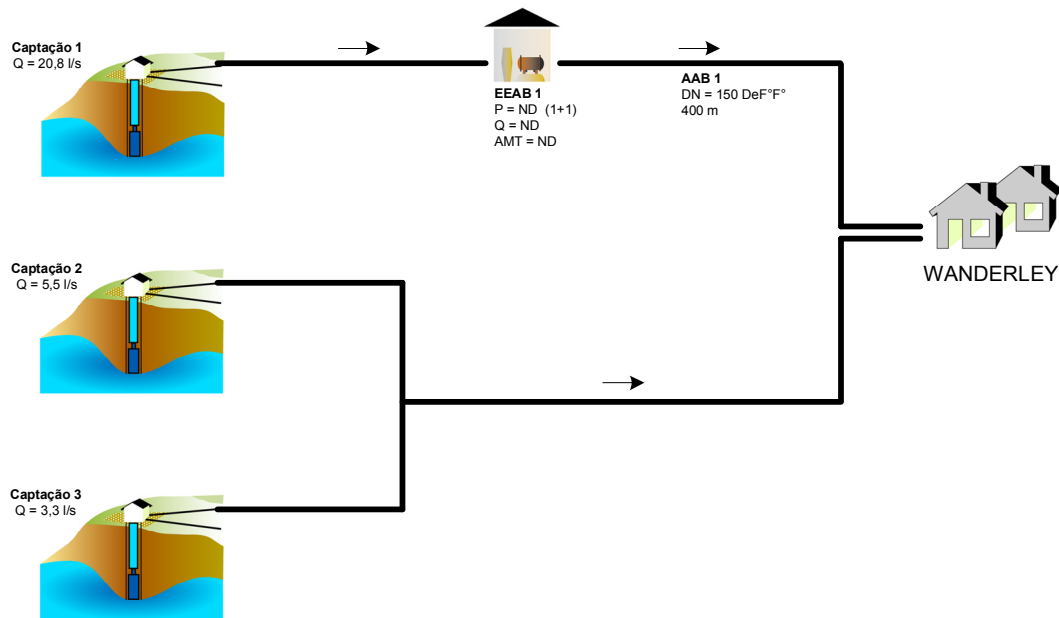 Captação 1
Q = 20,8 l/s
EEAB 1
P = ND (1+1)
Q = ND
AMT = ND
AAB 1
DN = 150 DeF°F°
400 m
WANDERLEY
Captação 2
Q = 5,5 l/s
Captação 3
Q = 3,3 l/s